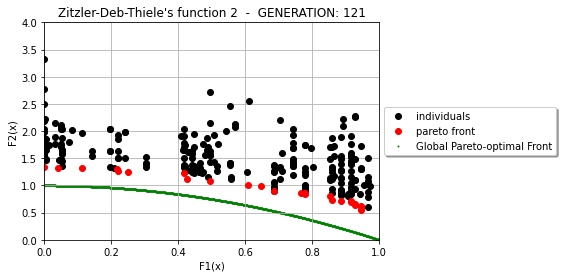 Zitzler-Deb-Thiele's function 2 - GENERATION: 121
4.0
3.5
3.0
2.5
2.0
1.5
1.0
0.5
0.0
F2(x)
0.0 0.2 0.4 0.6 0.8 1.0
F1(x)
individuals
pareto front
Global Pareto-optimal Front